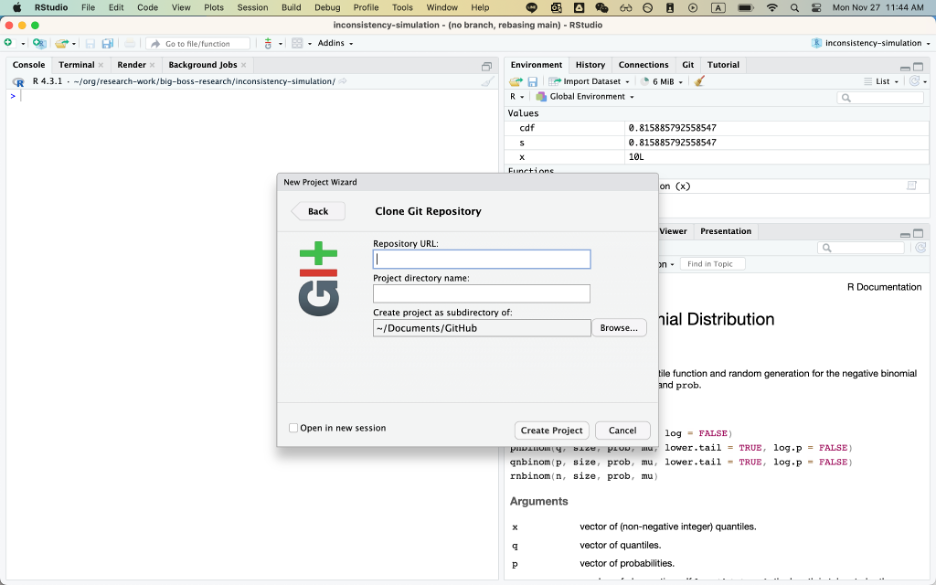 RStudio File Edit Code View Plots Session Build Debug Profile Tools Window Help A Mon Nov 27 11:44 AM
inconsistency-simulation - (no branch, rebasing main) - RStudio
Go to file/function Addins inconsistency-simulation
Console Terminal Render Background Jobs
R 4.3.1 · ~/org/research-work/big-boss-research/inconsistency-simulation/
>
Environment History Connections Git Tutorial
Import Dataset 6 MiB List
R Global Environment
Values
cdf 0.815885792558547
s 0.815885792558547
x 10L
Functions
on (x)
New Project Wizard
Back Clone Git Repository
git
Repository URL:
Project directory name:
Create project as subdirectory of:
~/Documents/GitHub Browse...
Open in new session Create Project Cancel
Viewer Presentation
on Find in Topic
R Documentation
nial Distribution
tile function and random generation for the negative binomial
and prob.
log = FALSE)
pnbinom(q, size, prob, mu, lower.tail = TRUE, log.p = FALSE)
qnbinom(p, size, prob, mu, lower.tail = TRUE, log.p = FALSE)
rnbinom(n, size, prob, mu)
Arguments
x vector of (non-negative integer) quantiles.
q vector of quantiles.
p vector of probabilities.